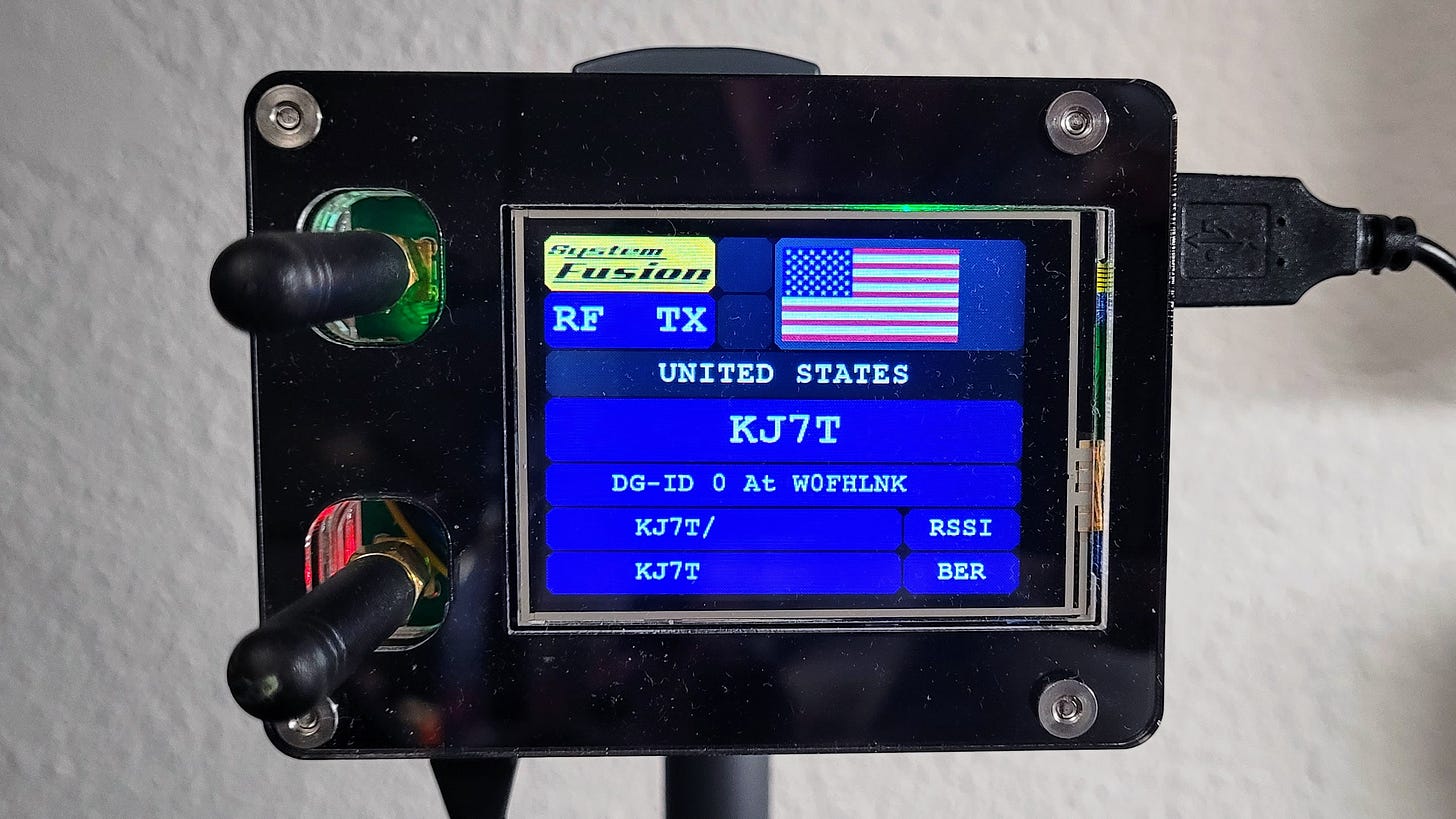 System
Fusion
RF TX
UNITED STATES
KJ7T
DG-ID 0 At W0FHLNK
KJ7T/
RSSI
KJ7T
BER